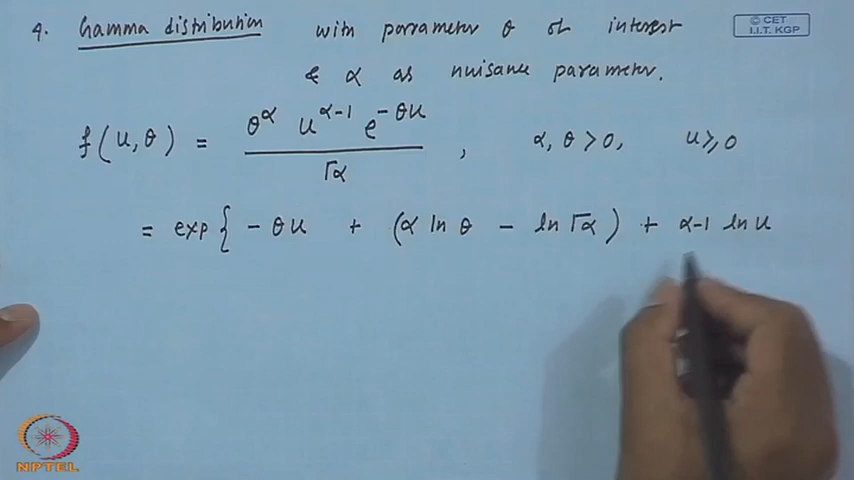 4. Gamma distribution with parrameter θ of interest
© CET
I.I.T. KGP
& α as nuisance parameter.
f(u, θ) = θ^α u^(α-1) e^(-θu) / Γα , α, θ > 0, u ≥ 0
= exp { - θu + (α ln θ - ln Γα) + α-1 ln u
NPTEL